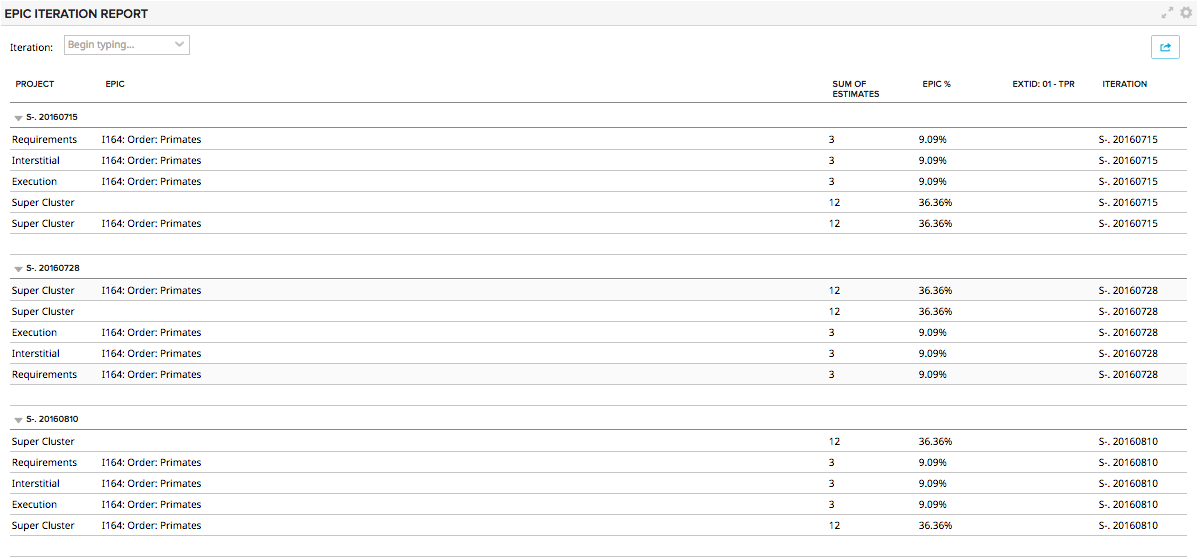 EPIC ITERATION REPORT
Iteration: Begin typing...
PROJECT EPIC SUM OF ESTIMATES EPIC % EXTID: 01 - TPR ITERATION
S-. 20160715
Requirements I164: Order: Primates 3 9.09% S-. 20160715
Interstitial I164: Order: Primates 3 9.09% S-. 20160715
Execution I164: Order: Primates 3 9.09% S-. 20160715
Super Cluster 12 36.36% S-. 20160715
Super Cluster I164: Order: Primates 12 36.36% S-. 20160715
S-. 20160728
Super Cluster I164: Order: Primates 12 36.36% S-. 20160728
Super Cluster 12 36.36% S-. 20160728
Execution I164: Order: Primates 3 9.09% S-. 20160728
Interstitial I164: Order: Primates 3 9.09% S-. 20160728
Requirements I164: Order: Primates 3 9.09% S-. 20160728
S-. 20160810
Super Cluster 12 36.36% S-. 20160810
Requirements I164: Order: Primates 3 9.09% S-. 20160810
Interstitial I164: Order: Primates 3 9.09% S-. 20160810
Execution I164: Order: Primates 3 9.09% S-. 20160810
Super Cluster I164: Order: Primates 12 36.36% S-. 20160810